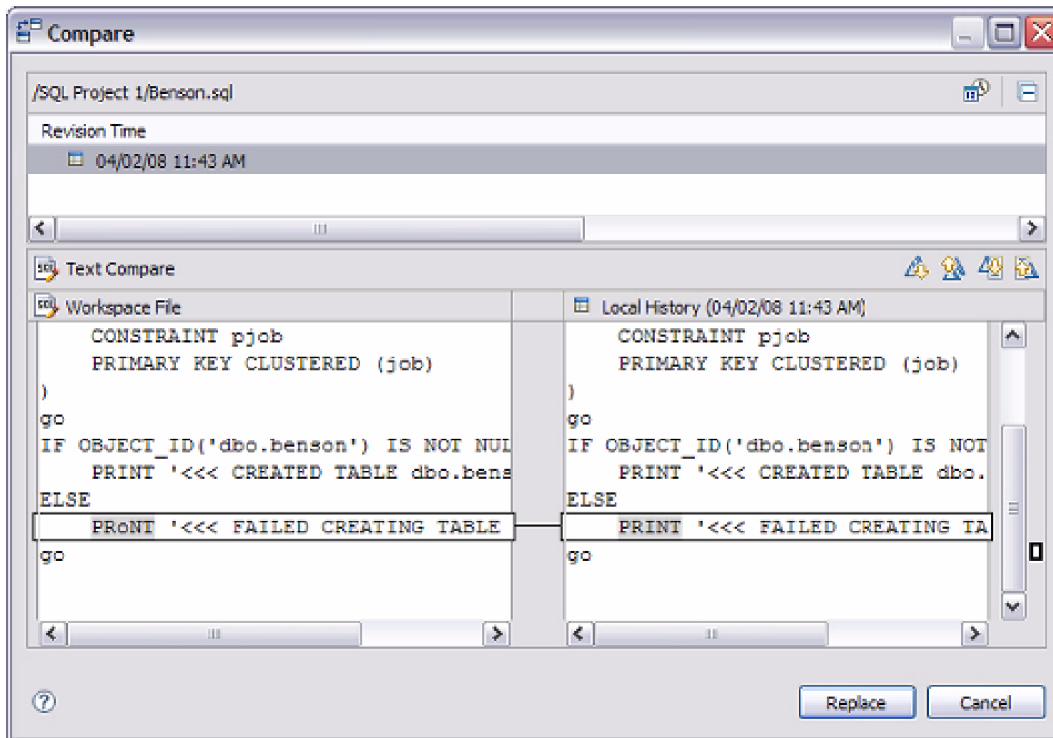 Compare
/SQL Project 1/Benson.sql
Revision Time
04/02/08 11:43 AM
Text Compare
Workspace File
CONSTRAINT pjob
PRIMARY KEY CLUSTERED (job)
)
go
IF OBJECT_ID('dbo.benson') IS NOT NUL
PRINT '<<< CREATED TABLE dbo.bens
ELSE
PRoNT '<<< FAILED CREATING TABLE
go
Local History (04/02/08 11:43 AM)
CONSTRAINT pjob
PRIMARY KEY CLUSTERED (job)
)
go
IF OBJECT_ID('dbo.benson') IS NOT
PRINT '<<< CREATED TABLE dbo.
ELSE
PRINT '<<< FAILED CREATING TA
go
Replace
Cancel